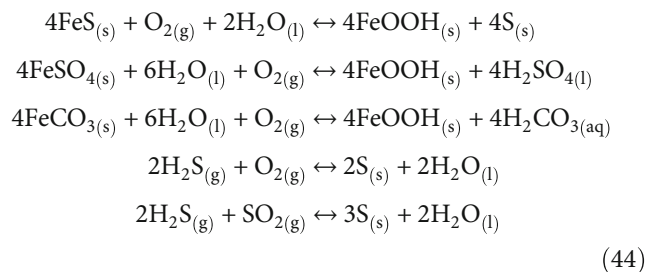 4FeS(s) + O2(g) + 2H2O(l) ↔ 4FeOOH(s) + 4S(s)
4FeSO4(s) + 6H2O(l) + O2(g) ↔ 4FeOOH(s) + 4H2SO4(l)
4FeCO3(s) + 6H2O(l) + O2(g) ↔ 4FeOOH(s) + 4H2CO3(aq)
2H2S(g) + O2(g) ↔ 2S(s) + 2H2O(l)
2H2S(g) + SO2(g) ↔ 3S(s) + 2H2O(l)
(44)